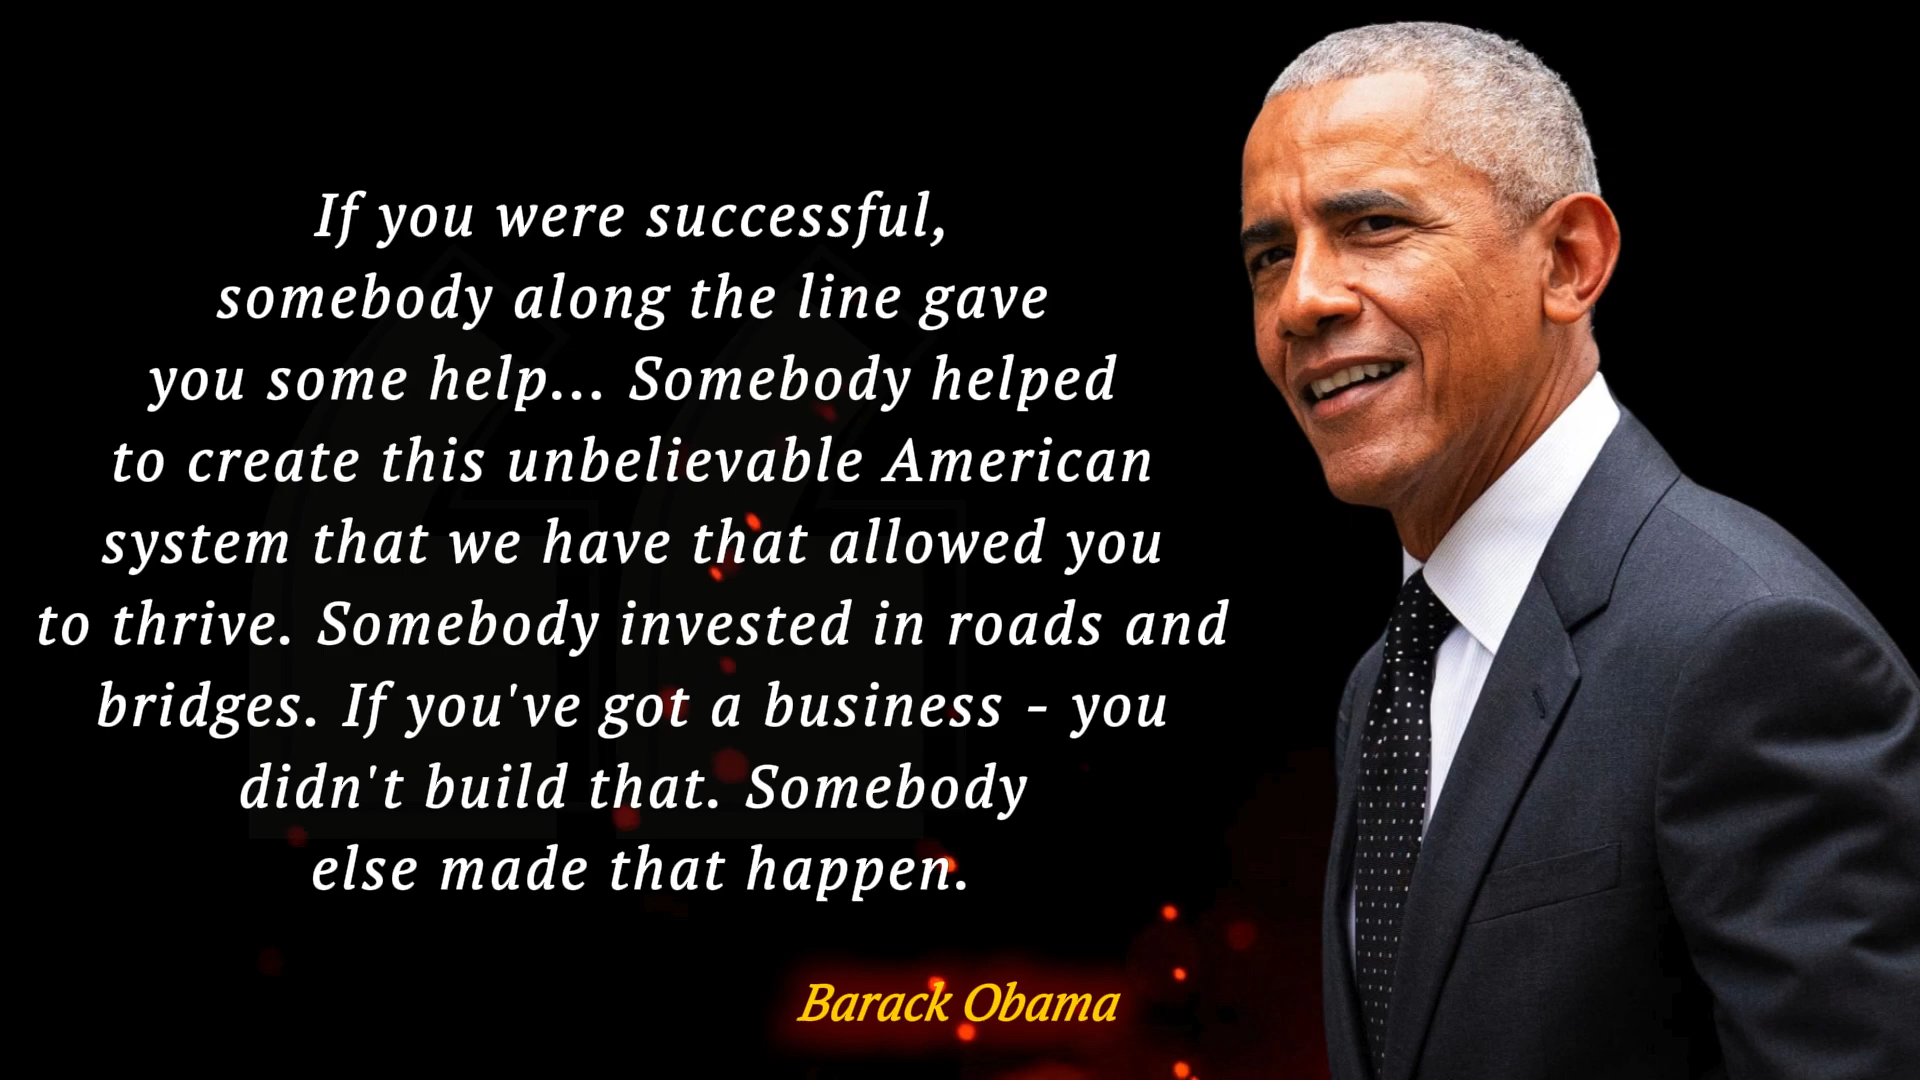 If you were successful,
somebody along the line gave
you some help... Somebody helped
to create this unbelievable American
system that we have that allowed you
to thrive. Somebody invested in roads and
bridges. If you've got a business - you
didn't build that. Somebody
else made that happen.
Barack Obama